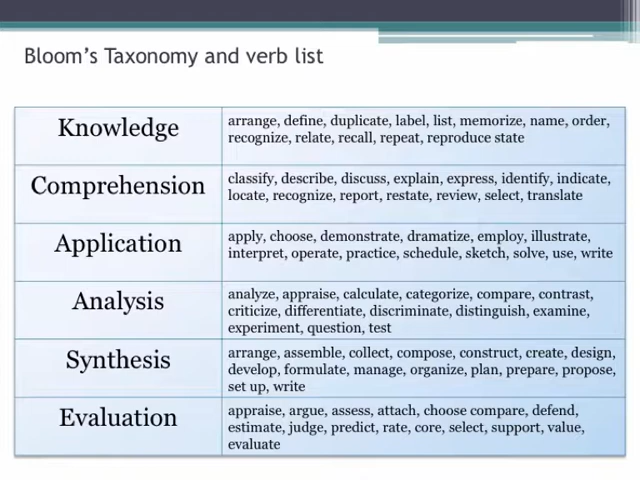 Bloom's Taxonomy and verb list
Knowledge
arrange, define, duplicate, label, list, memorize, name, order,
recognize, relate, recall, repeat, reproduce state
Comprehension
classify, describe, discuss, explain, express, identify, indicate,
locate, recognize, report, restate, review, select, translate
Application
apply, choose, demonstrate, dramatize, employ, illustrate,
interpret, operate, practice, schedule, sketch, solve, use, write
Analysis
analyze, appraise, calculate, categorize, compare, contrast,
criticize, differentiate, discriminate, distinguish, examine,
experiment, question, test
Synthesis
arrange, assemble, collect, compose, construct, create, design,
develop, formulate, manage, organize, plan, prepare, propose,
set up, write
Evaluation
appraise, argue, assess, attach, choose compare, defend,
estimate, judge, predict, rate, core, select, support, value,
evaluate